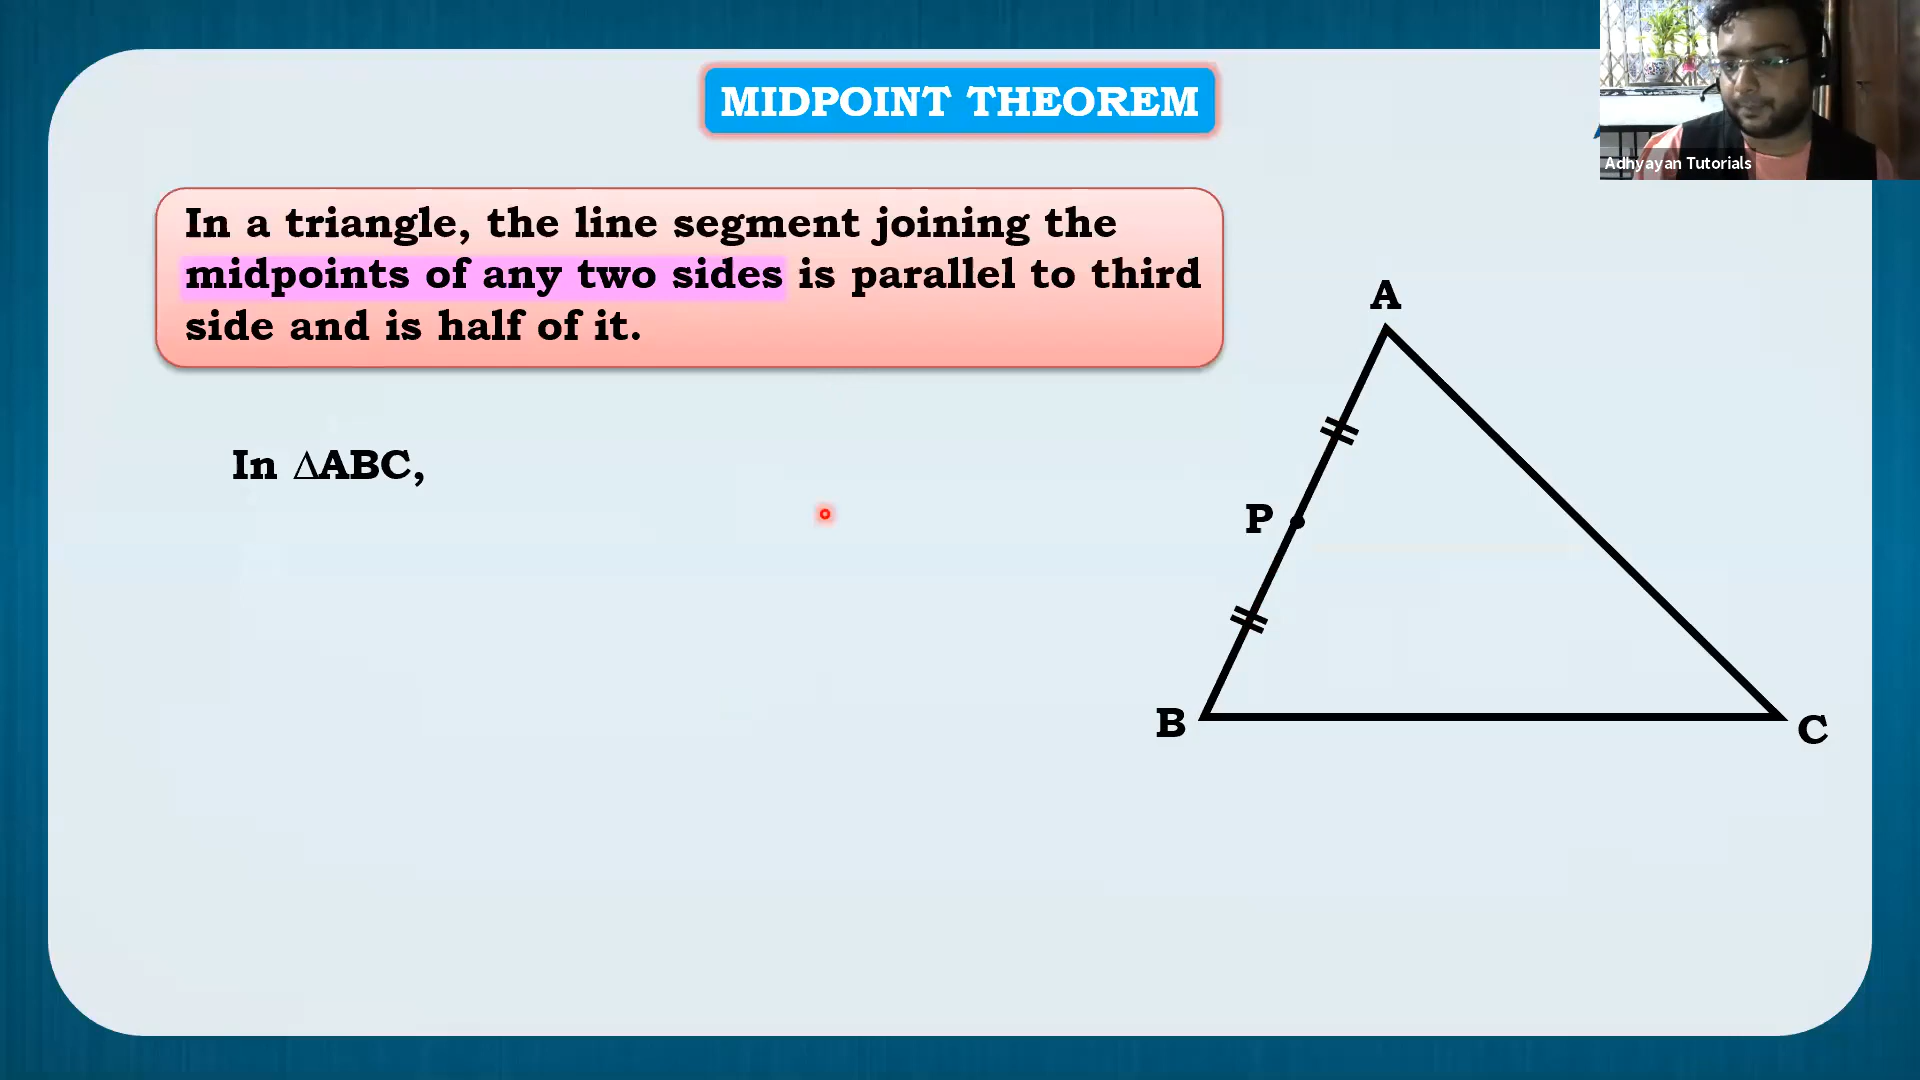 MIDPOINT THEOREM
Adhyayan Tutorials
In a triangle, the line segment joining the
midpoints of any two sides is parallel to third
side and is half of it.
A
In ΔABC,
P
B
C